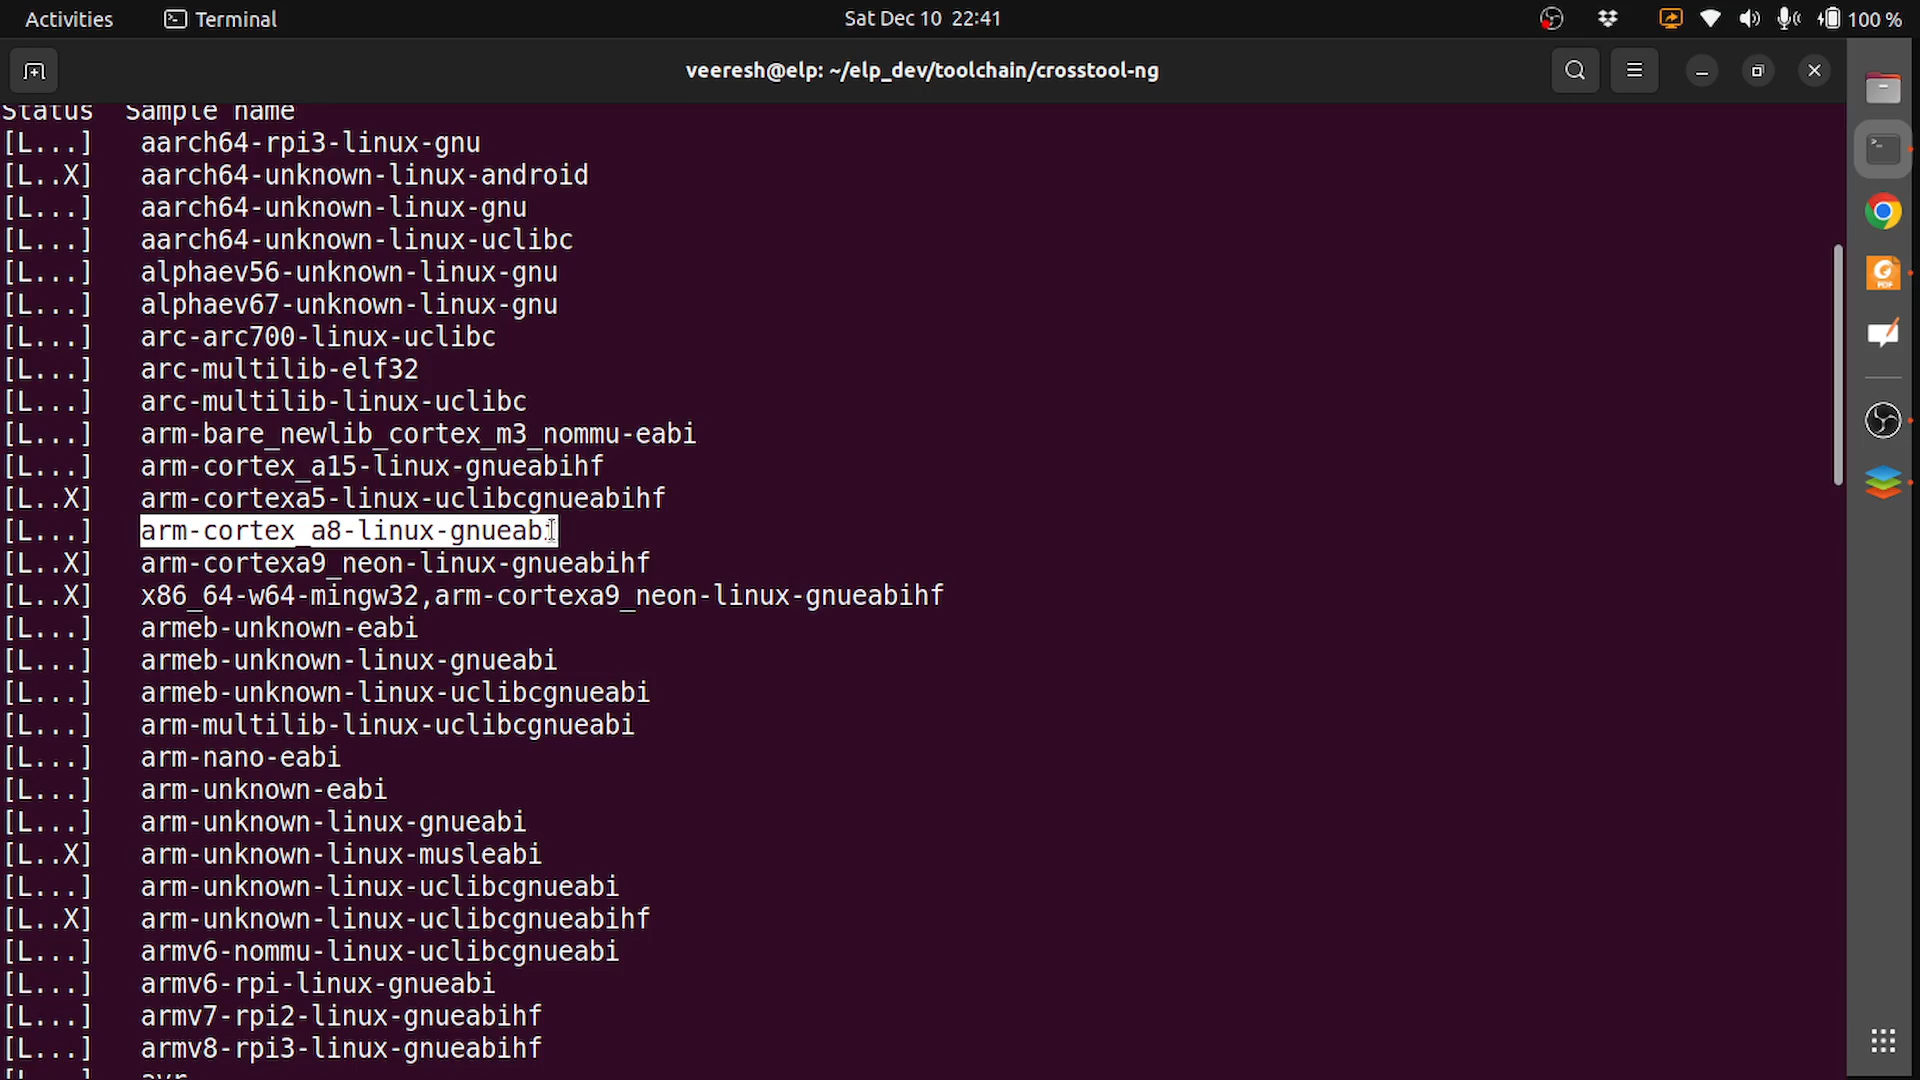 Activities Terminal Sat Dec 10 22:41 100 %
veeresh@elp: ~/elp_dev/toolchain/crosstool-ng
Status Sample name
[L...] aarch64-rpi3-linux-gnu
[L..X] aarch64-unknown-linux-android
[L...] aarch64-unknown-linux-gnu
[L...] aarch64-unknown-linux-uclibc
[L...] alphaev56-unknown-linux-gnu
[L...] alphaev67-unknown-linux-gnu
[L...] arc-arc700-linux-uclibc
[L...] arc-multilib-elf32
[L...] arc-multilib-linux-uclibc
[L...] arm-bare_newlib_cortex_m3_nommu-eabi
[L...] arm-cortex_a15-linux-gnueabihf
[L..X] arm-cortexa5-linux-uclibcgnueabihf
[L...] arm-cortex_a8-linux-gnueabi
[L..X] arm-cortexa9_neon-linux-gnueabihf
[L..X] x86_64-w64-mingw32,arm-cortexa9_neon-linux-gnueabihf
[L...] armeb-unknown-eabi
[L...] armeb-unknown-linux-gnueabi
[L...] armeb-unknown-linux-uclibcgnueabi
[L...] arm-multilib-linux-uclibcgnueabi
[L...] arm-nano-eabi
[L...] arm-unknown-eabi
[L...] arm-unknown-linux-gnueabi
[L..X] arm-unknown-linux-musleabi
[L...] arm-unknown-linux-uclibcgnueabi
[L..X] arm-unknown-linux-uclibcgnueabihf
[L...] armv6-nommu-linux-uclibcgnueabi
[L...] armv6-rpi-linux-gnueabi
[L...] armv7-rpi2-linux-gnueabihf
[L...] armv8-rpi3-linux-gnueabihf